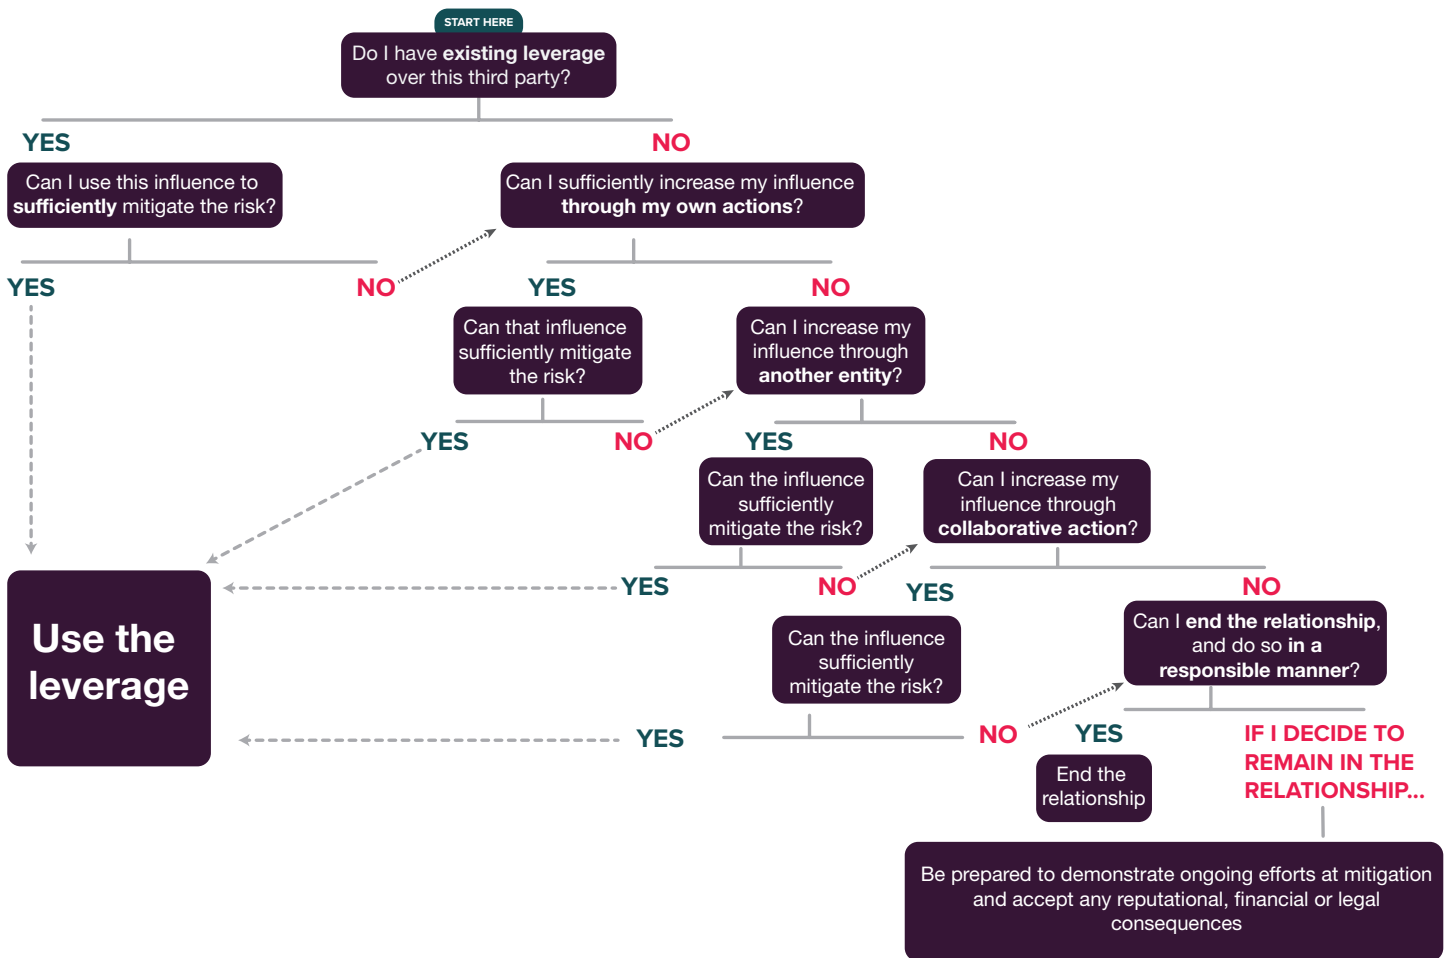 START HERE
Do I have existing leverage
over this third party?
YES
NO
Can I use this influence to
sufficiently mitigate the risk?
Can I sufficiently increase my influence
through my own actions?
YES
NO
YES
NO
Can that influence
sufficiently mitigate
the risk?
Can I increase my
influence through
another entity?
YES
NO
YES
NO
Can the influence
sufficiently
mitigate the risk?
Can I increase my
influence through
collaborative action?
YES
NO
YES
NO
Use the
leverage
Can the influence
sufficiently
mitigate the risk?
Can I end the relationship,
and do so in a
responsible manner?
YES
NO
YES
IF I DECIDE TO
REMAIN IN THE
RELATIONSHIP...
End the
relationship
Be prepared to demonstrate ongoing efforts at mitigation
and accept any reputational, financial or legal
consequences